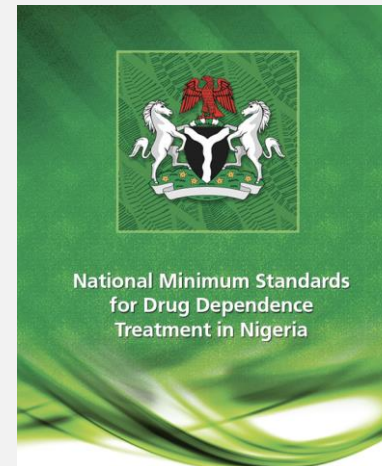 National Minimum Standards
for Drug Dependence
Treatment in Nigeria